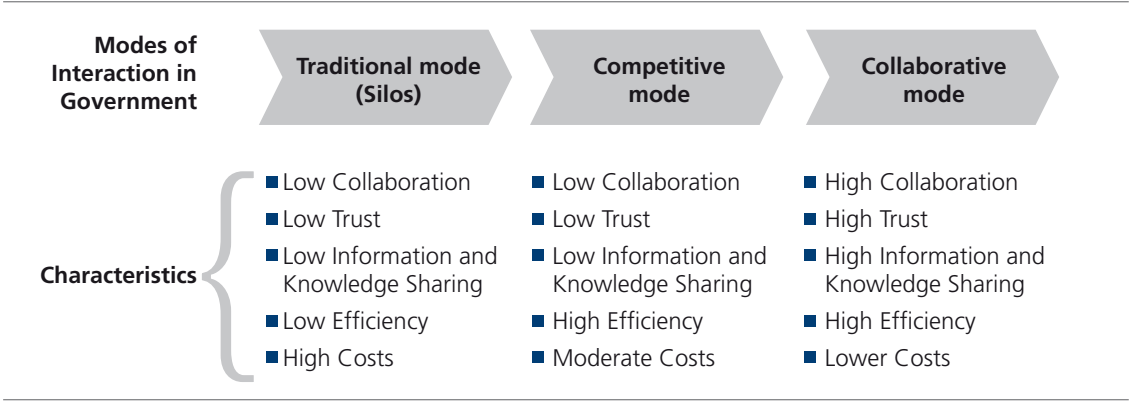 Modes of
Interaction in
Government
Traditional mode
(Silos)
Competitive
mode
Collaborative
mode
Characteristics
Low Collaboration
Low Trust
Low Information and
Knowledge Sharing
Low Efficiency
High Costs
Low Collaboration
Low Trust
Low Information and
Knowledge Sharing
High Efficiency
Moderate Costs
High Collaboration
High Trust
High Information and
Knowledge Sharing
High Efficiency
Lower Costs